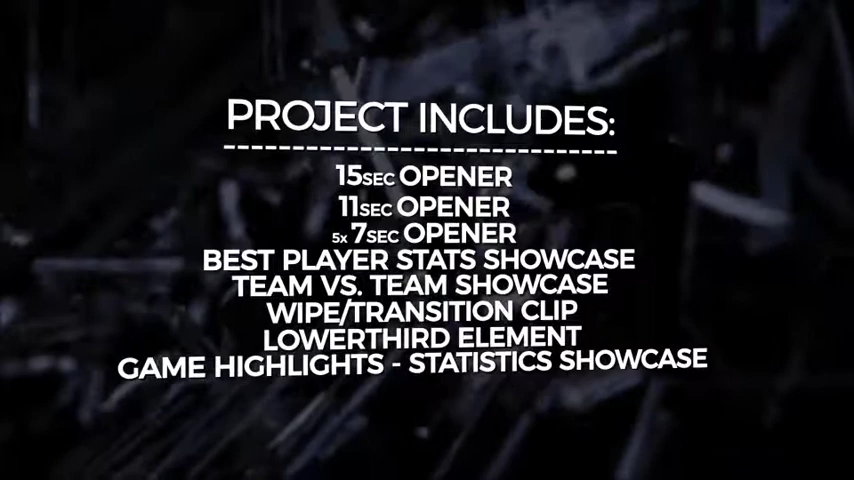 PROJECT INCLUDES:
------------------------------
15SEC OPENER
11SEC OPENER
5x 7SEC OPENER
BEST PLAYER STATS SHOWCASE
TEAM VS. TEAM SHOWCASE
WIPE/TRANSITION CLIP
LOWERTHIRD ELEMENT
GAME HIGHLIGHTS - STATISTICS SHOWCASE